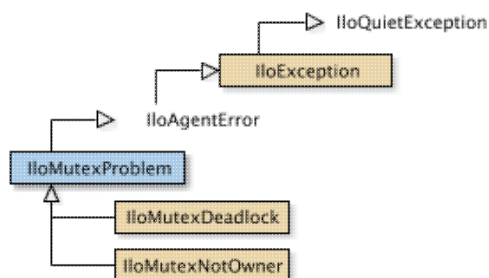 IloQuietException
IloException
IloAgentError
IloMutexProblem
IloMutexDeadlock
IloMutexNotOwner